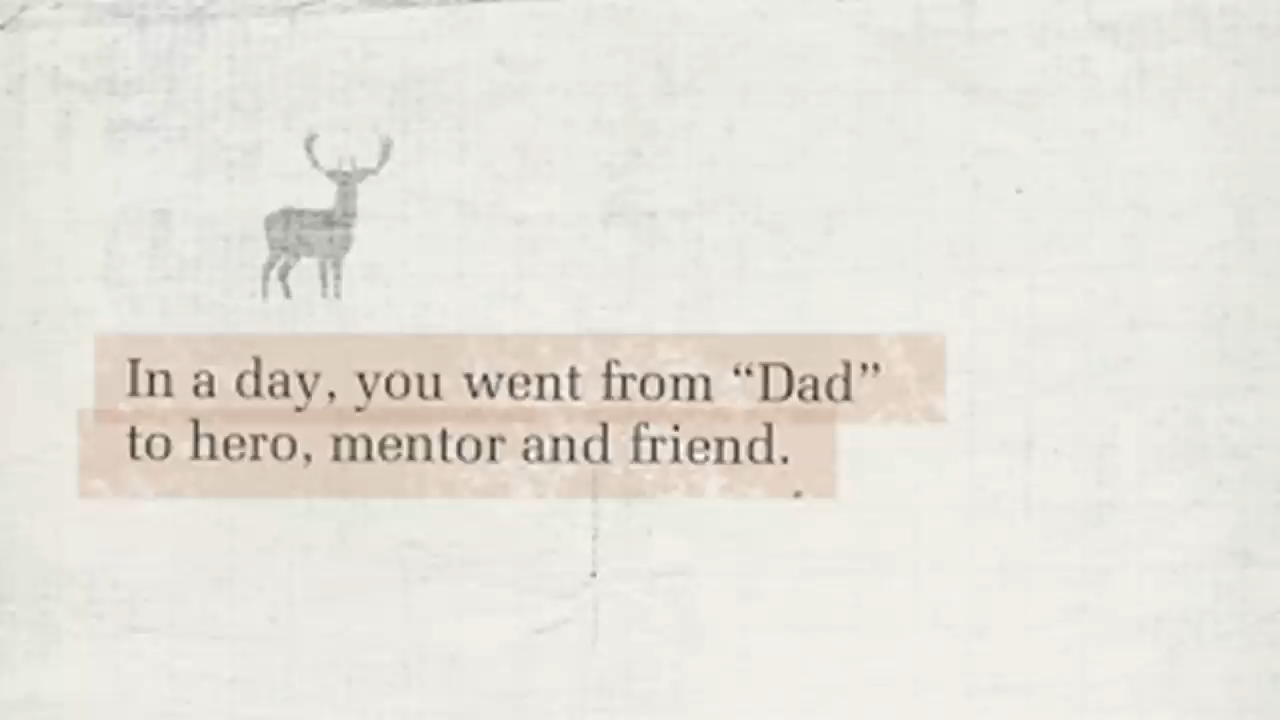 In a day, you went from “Dad”
to hero, mentor and friend.